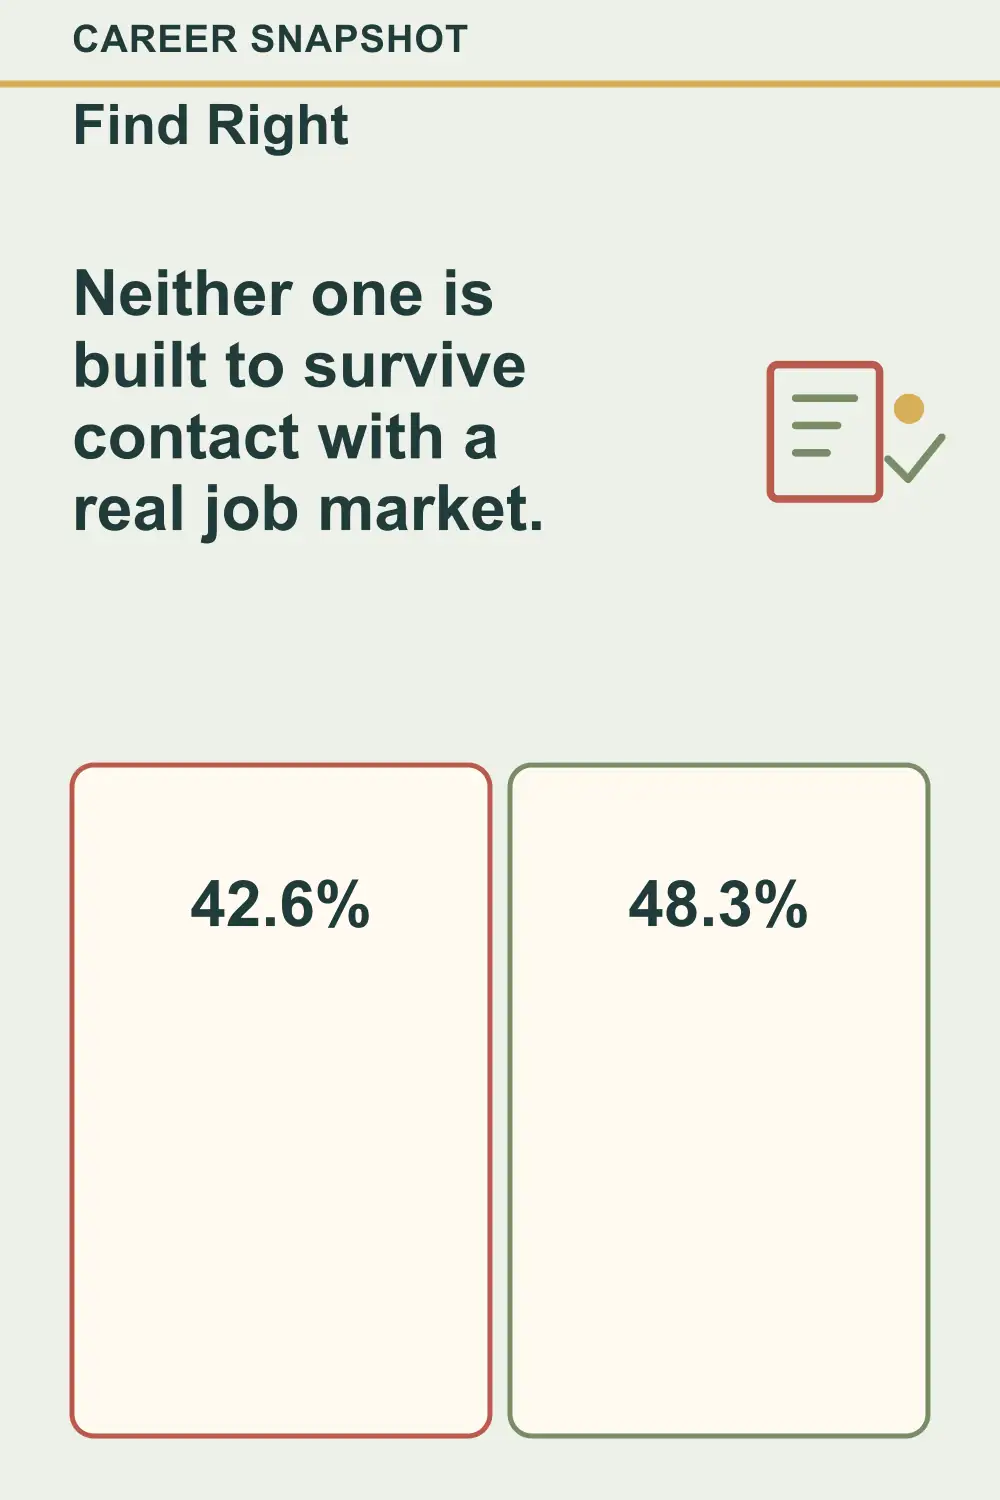 CAREER SNAPSHOT
Find Right
Neither one is
built to survive
contact with a
real job market.
42.6%
48.3%